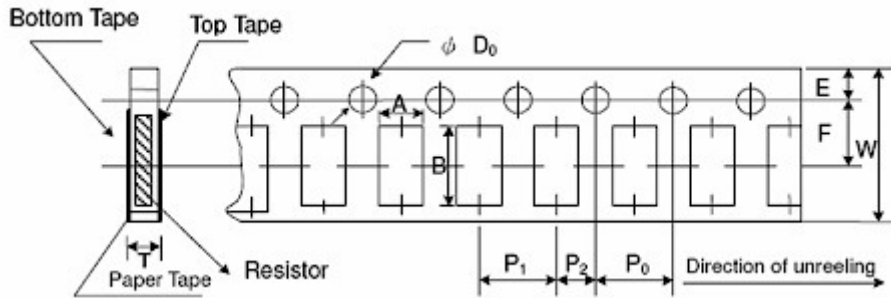 Bottom Tape
Top Tape
ϕ D₀
A
E
F
W
B
T
Paper Tape
Resistor
P₁
P₂
P₀
Direction of unreeling